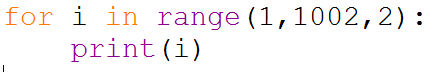 for i in range(1,1002,2):
    print(i)